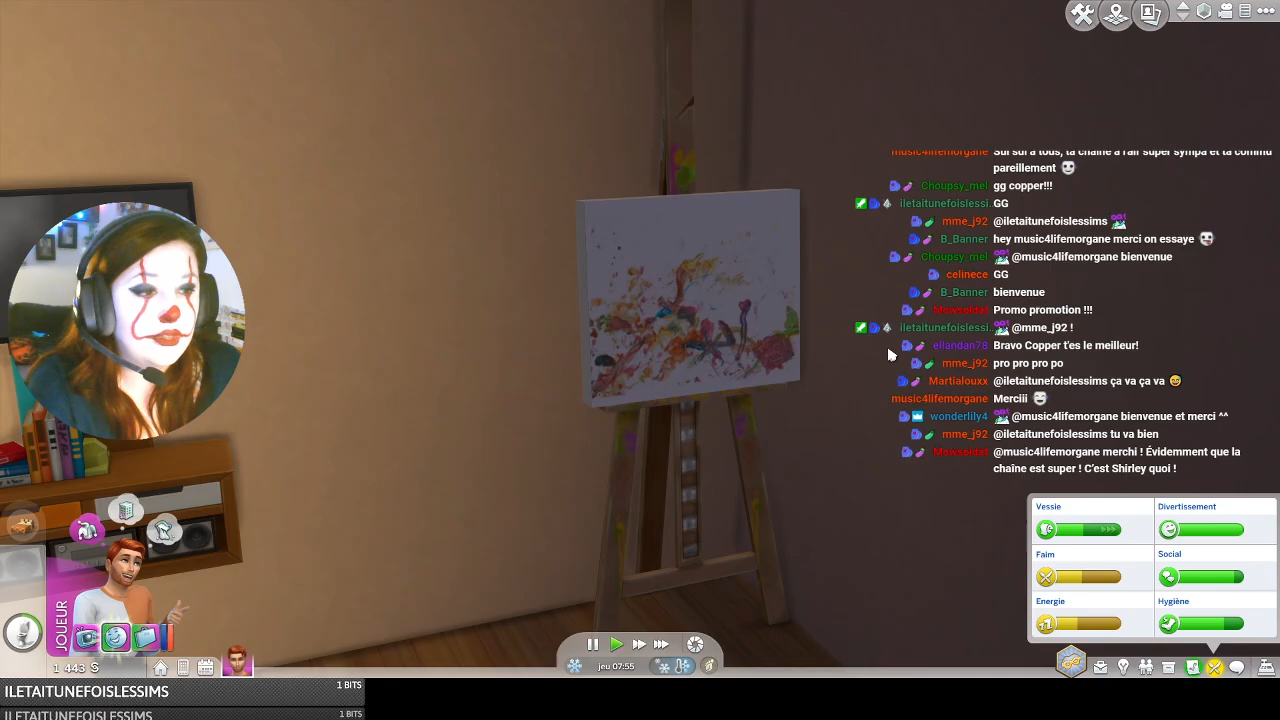 music4lifemorgane Sui sui à tous, ta chaîne a l'air super sympa et ta commu
pareillement
Choupsy_mel gg copper!!!
iletaitunefoislessi.. GG
mme_j92 @iletaitunefoislessims
B_Banner hey music4lifemorgane merci on essaye
Choupsy_mel @music4lifemorgane bienvenue
celinece GG
B_Banner bienvenue
Mowsoldat Promo promotion !!!
iletaitunefoislessi.. @mme_j92 !
ellandan78 Bravo Copper t'es le meilleur!
mme_j92 pro pro pro po
Martialouxx @iletaitunefoislessims ça va ça va
music4lifemorgane Merciii
wonderlily4 @music4lifemorgane bienvenue et merci ^^
mme_j92 @iletaitunefoislessims tu va bien
Mowsoldat @music4lifemorgane merchi ! Évidemment que la
chaîne est super ! C'est Shirley quoi !
Vessie Divertissement
Faim Social
Energie Hygiène
JOUEUR
1 443 §
jeu 07:55
ILETAITUNEFOISLESSIMS 1 BITS
ILETAITUNEFOISLESSIMS 1 BITS